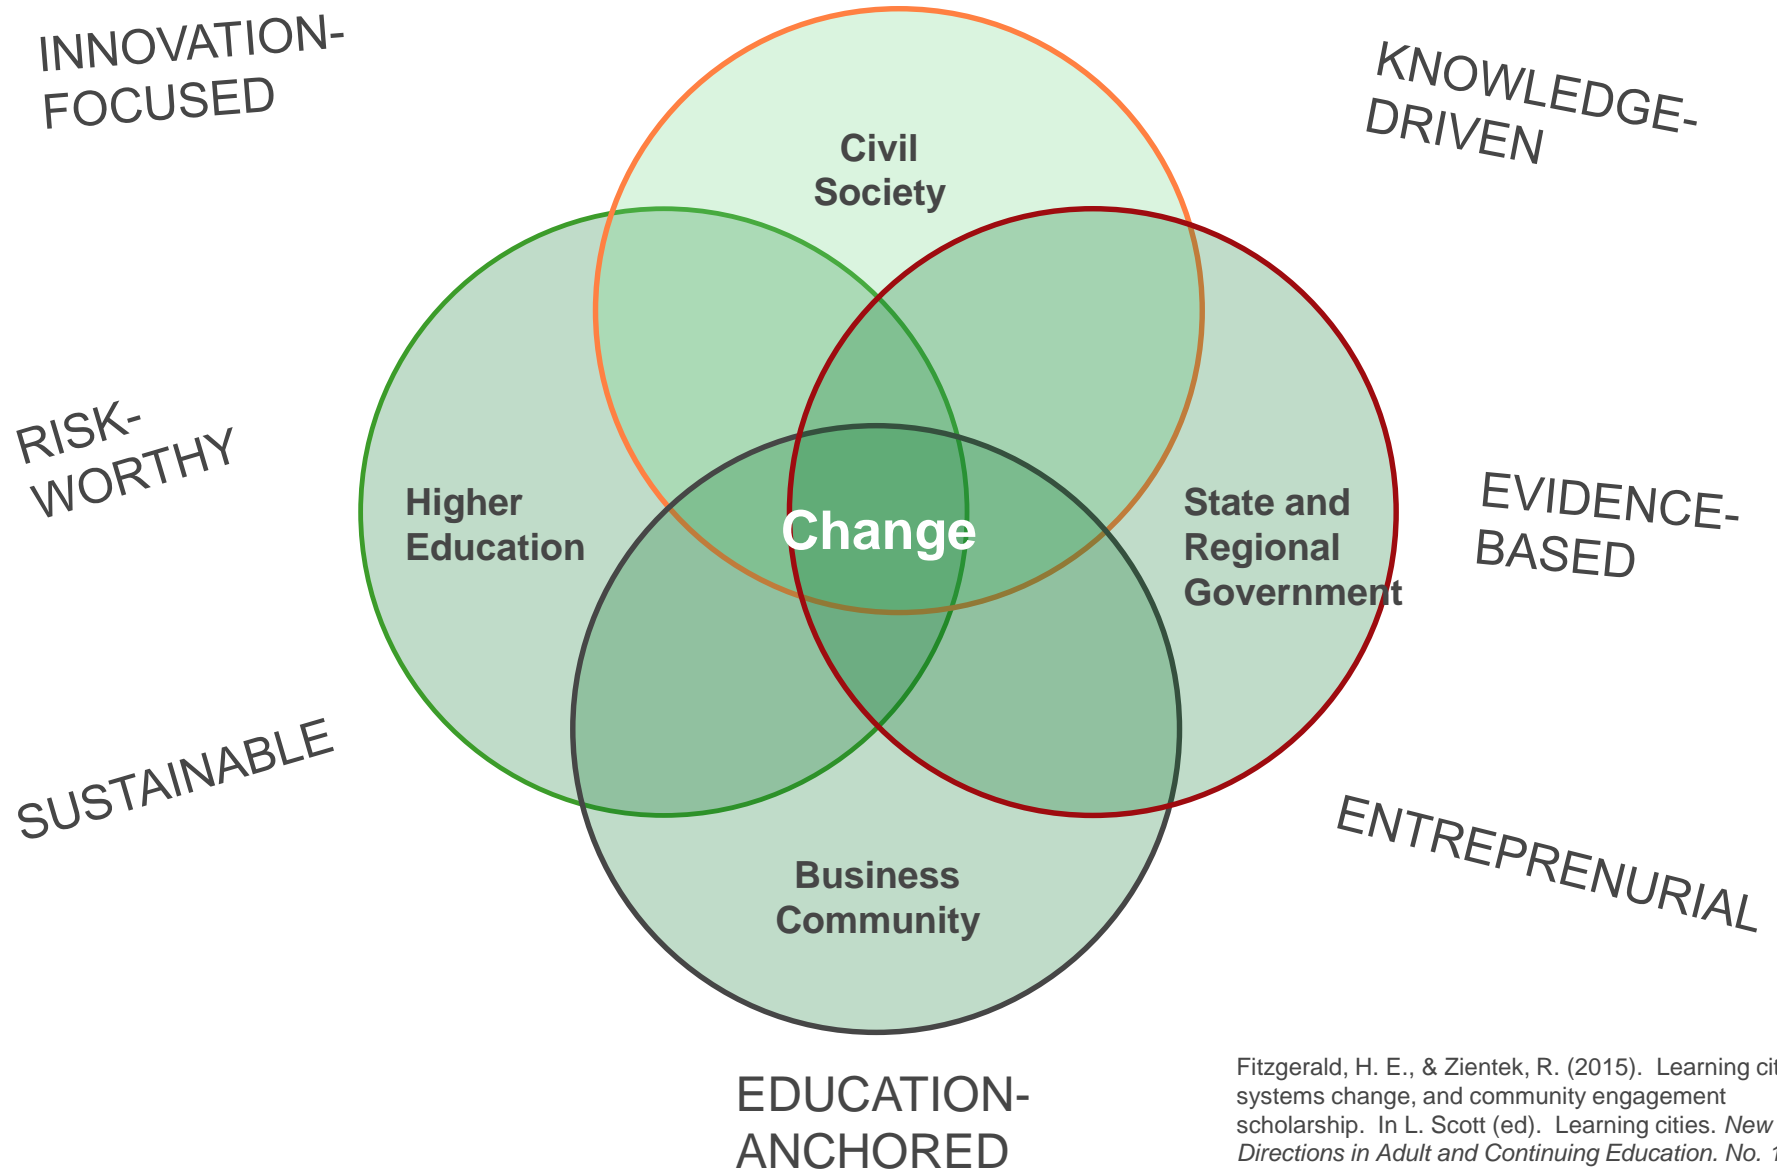 INNOVATION-
FOCUSED
KNOWLEDGE-
DRIVEN
Civil
Society
RISK-
WORTHY
Higher
Education
Change
State and
Regional
Government
EVIDENCE-
BASED
SUSTAINABLE
ENTREPRENURIAL
Business
Community
EDUCATION-
ANCHORED
Fitzgerald, H. E., & Zientek, R. (2015). Learning
systems change, and community engagement
scholarship. In L. Scott (ed). Learning cities. New
Directions in Adult and Continuing Education. No.